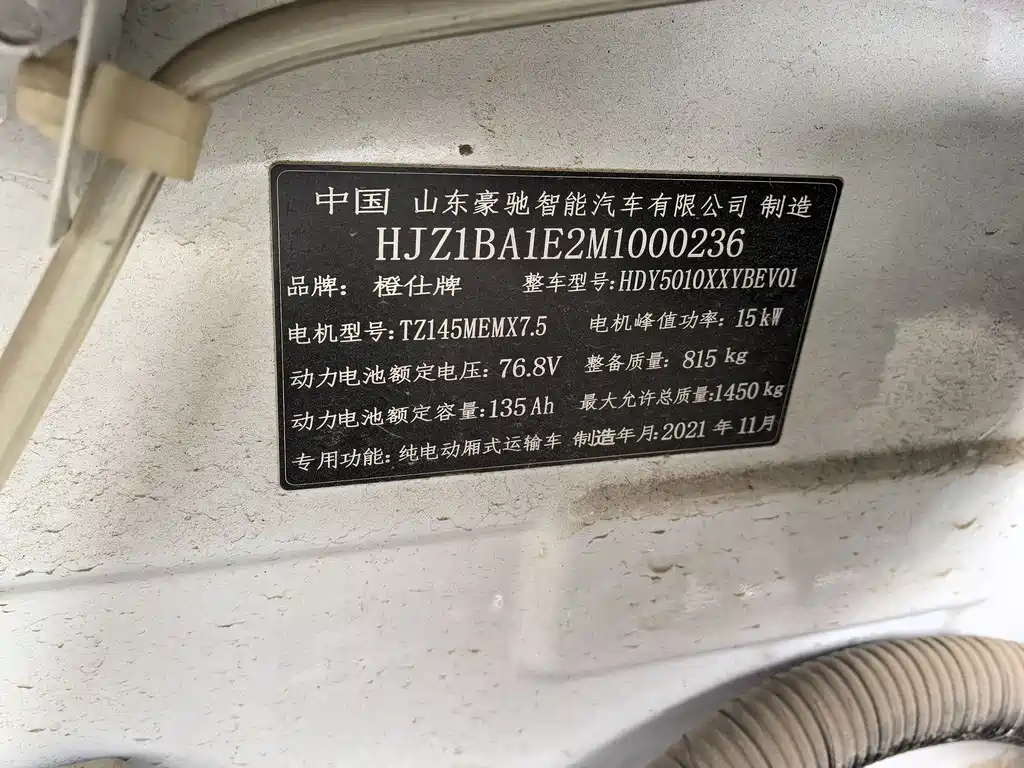 中国 山东豪驰智能汽车有限公司 制造
HJZ1BA1E2M1000236
品牌： 橙仕牌 整车型号:HDY5010XXYBEV01
电机型号:TZ145MEMX7.5 电机峰值功率: 15kW
动力电池额定电压: 76.8V 整备质量: 815 kg
动力电池额定容量:135Ah 最大允许总质量:1450 kg
专用功能: 纯电动厢式运输车 制造年月:2021 年 11月